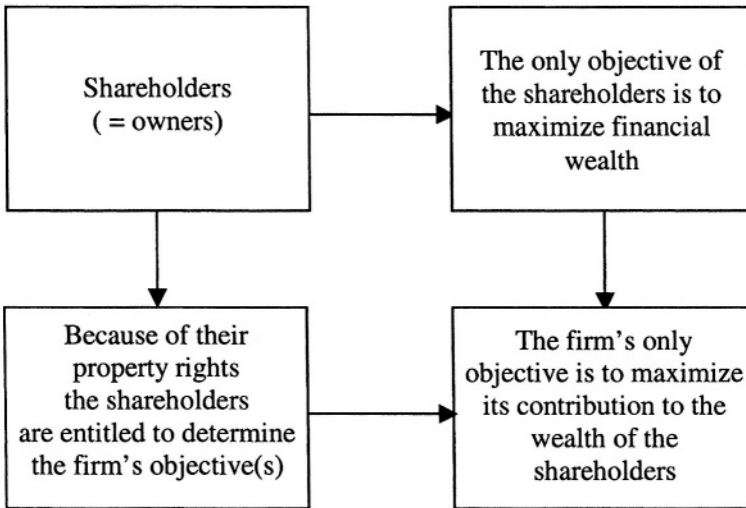 Shareholders
( = owners)
The only objective of
the shareholders is to
maximize financial
wealth
Because of their
property rights
the shareholders
are entitled to determine
the firm's objective(s)
The firm's only
objective is to maximize
its contribution to the
wealth of the
shareholders